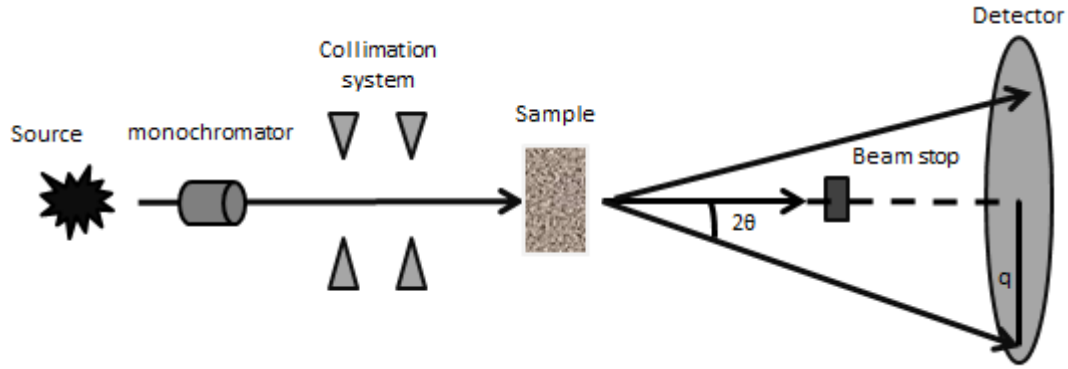 Source
monochromator
Collimation
system
Sample
Beam stop
2θ
Detector
q